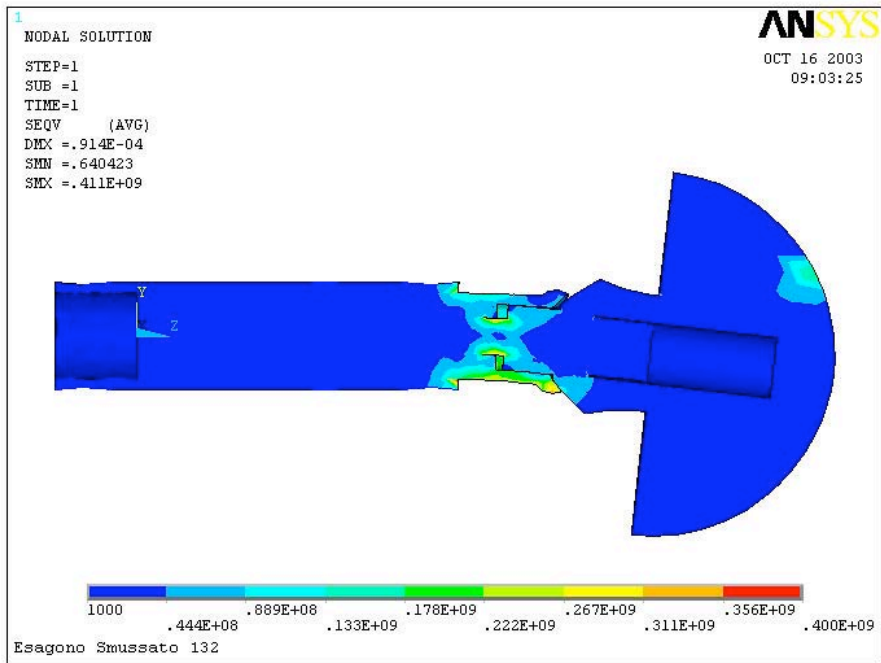 1
ANSYS
NODAL SOLUTION
OCT 16 2003
09:03:25
STEP=1
SUB =1
TIME=1
SEQV (AVG)
DMX =.914E-04
SMN =.640423
SMX =.411E+09
Y
Z
1000 .889E+08 .178E+09 .267E+09 .356E+09
.444E+08 .133E+09 .222E+09 .311E+09 .400E+09
Esagono Smussato 132